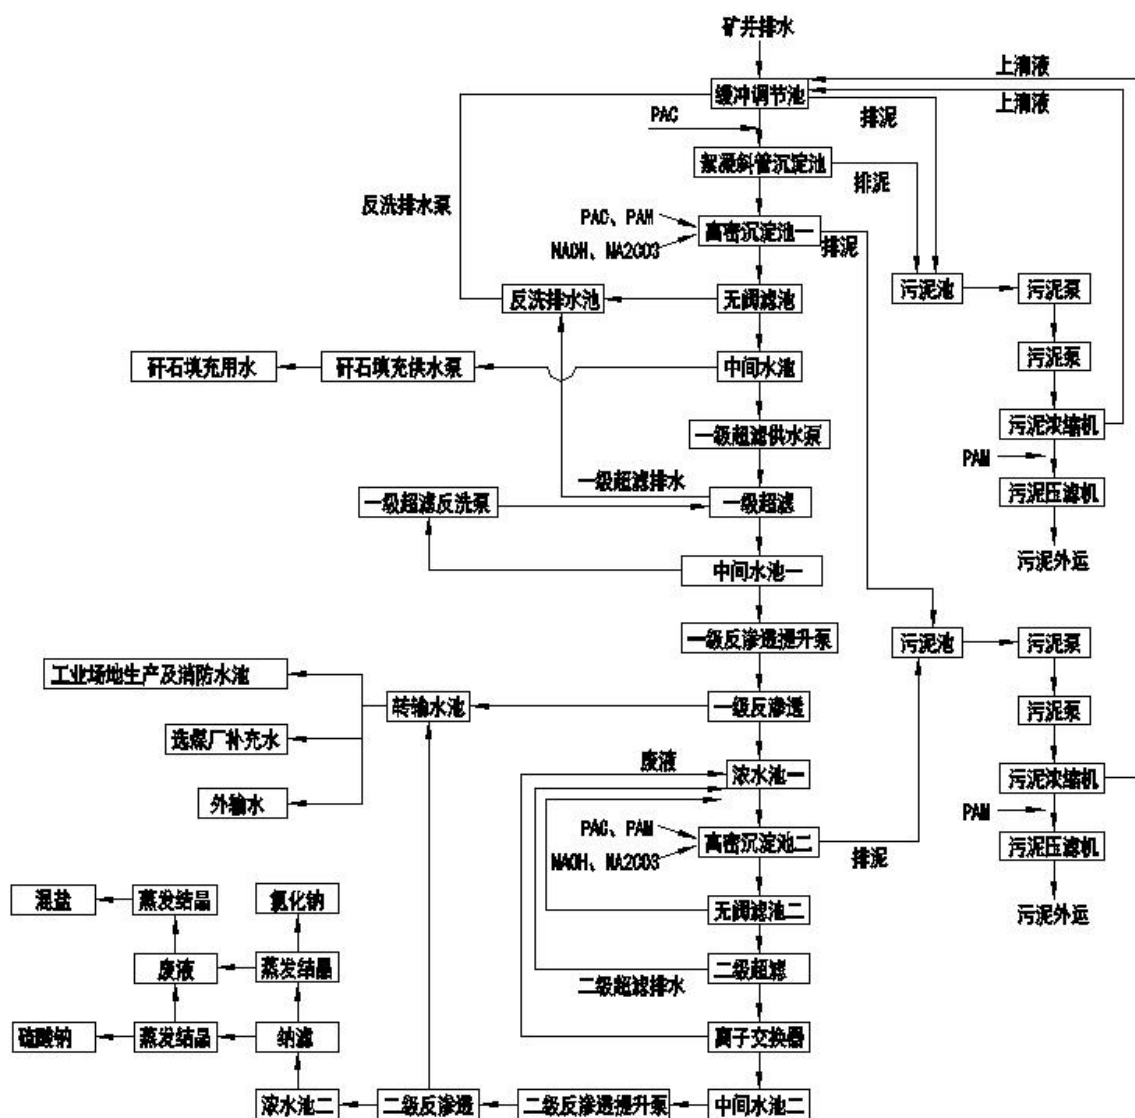 矿井排水
上清液
缓冲调节池
上清液
排泥
PAC
絮凝斜管沉淀池
排泥
反洗排水泵
PAC、PAM
高密沉淀池一
排泥
NAOH、NA2CO3
反洗排水池
无阀滤池
污泥池
污泥泵
矸石填充用水
矸石填充供水泵
中间水池
污泥泵
一级超滤供水泵
污泥浓缩机
PAM
一级超滤排水
一级超滤反洗泵
一级超滤
污泥压滤机
污泥外运
中间水池一
一级反渗透提升泵
污泥池
污泥泵
工业场地生产及消防水池
转输水池
一级反渗透
污泥泵
选煤厂补充水
废液
浓水池一
污泥浓缩机
外输水
PAM
PAC、PAM
高密沉淀池二
排泥
NAOH、NA2CO3
污泥压滤机
混盐
蒸发结晶
氯化钠
无阀滤池二
污泥外运
废液
蒸发结晶
二级超滤
二级超滤排水
硫酸钠
蒸发结晶
纳滤
离子交换器
浓水池二
二级反渗透
二级反渗透提升泵
中间水池二